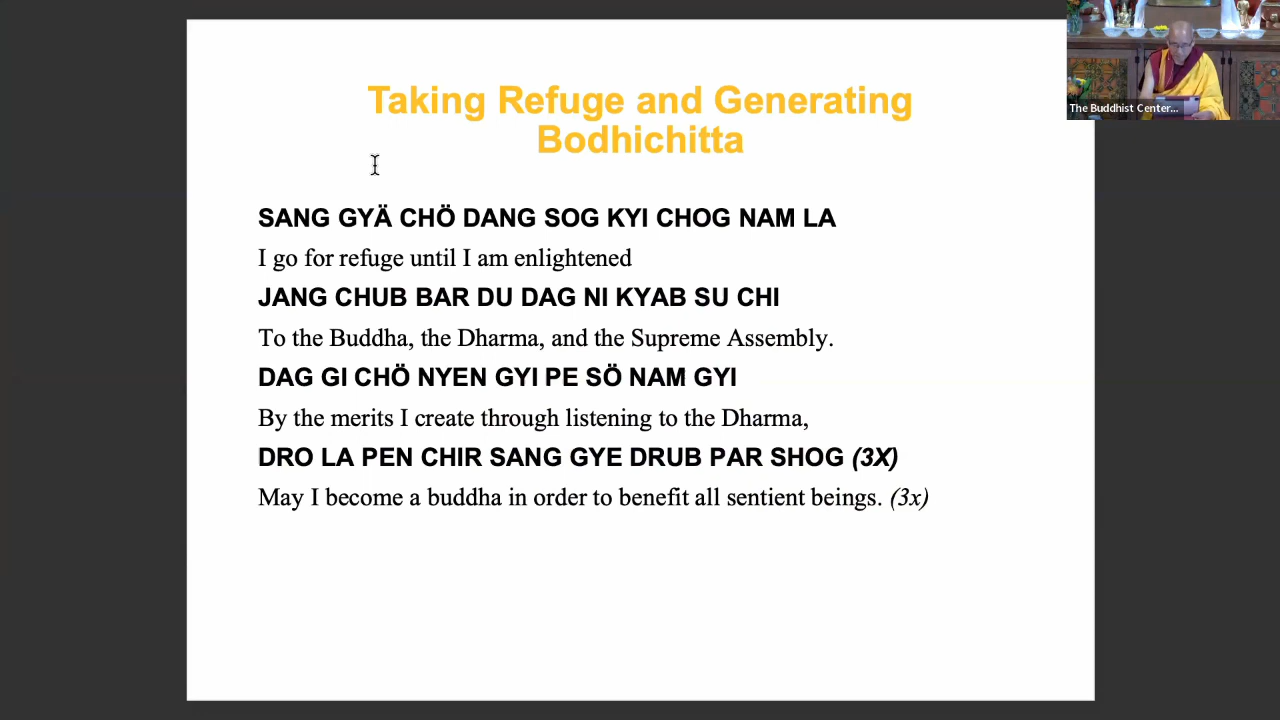 Taking Refuge and Generating
Bodhichitta
SANG GYÄ CHÖ DANG SOG KYI CHOG NAM LA
I go for refuge until I am enlightened
JANG CHUB BAR DU DAG NI KYAB SU CHI
To the Buddha, the Dharma, and the Supreme Assembly.
DAG GI CHÖ NYEN GYI PE SÖ NAM GYI
By the merits I create through listening to the Dharma,
DRO LA PEN CHIR SANG GYE DRUB PAR SHOG (3X)
May I become a buddha in order to benefit all sentient beings. (3x)
The Buddhist Center...